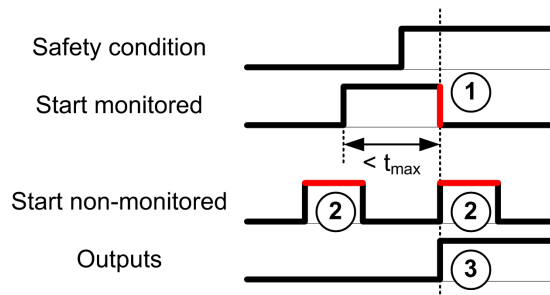 Safety condition
Start monitored
1
< tmax
Start non-monitored
2
2
Outputs
3